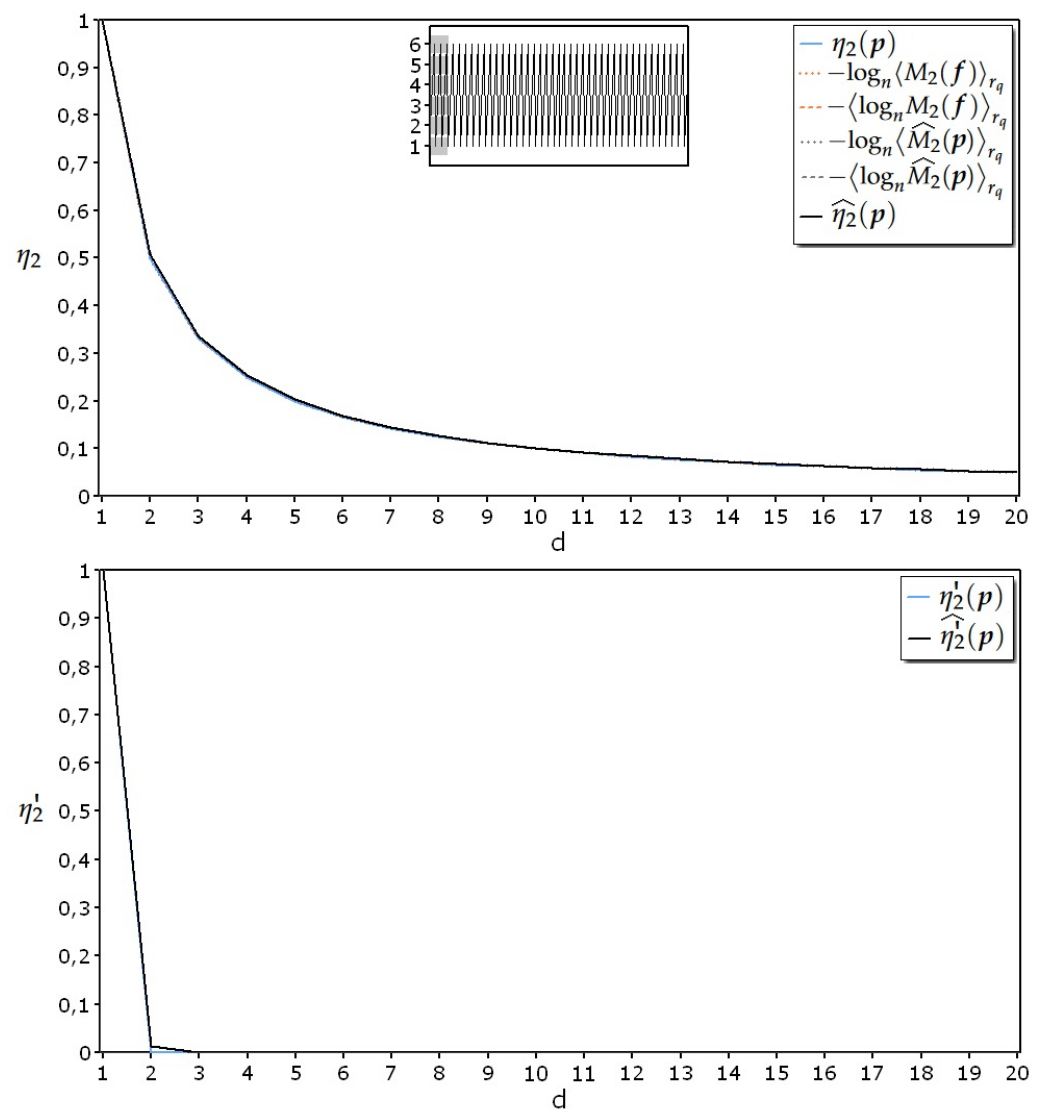 1
0,9
0,8
0,7
0,6
0,5
0,4
0,3
0,2
0,1
0
η₂
6
5
4
3
2
1
η₂(p)
−logₙ⟨M₂(f)⟩r_q
−⟨logₙM₂(f)⟩r_q
−logₙ⟨M̂₂(p)⟩r_q
−⟨logₙM̂₂(p)⟩r_q
η̂₂(p)
1 2 3 4 5 6 7 8 9 10 11 12 13 14 15 16 17 18 19 20
d
1
0,9
0,8
0,7
0,6
0,5
0,4
0,3
0,2
0,1
0
η'₂
η'₂(p)
η̂'₂(p)
1 2 3 4 5 6 7 8 9 10 11 12 13 14 15 16 17 18 19 20
d